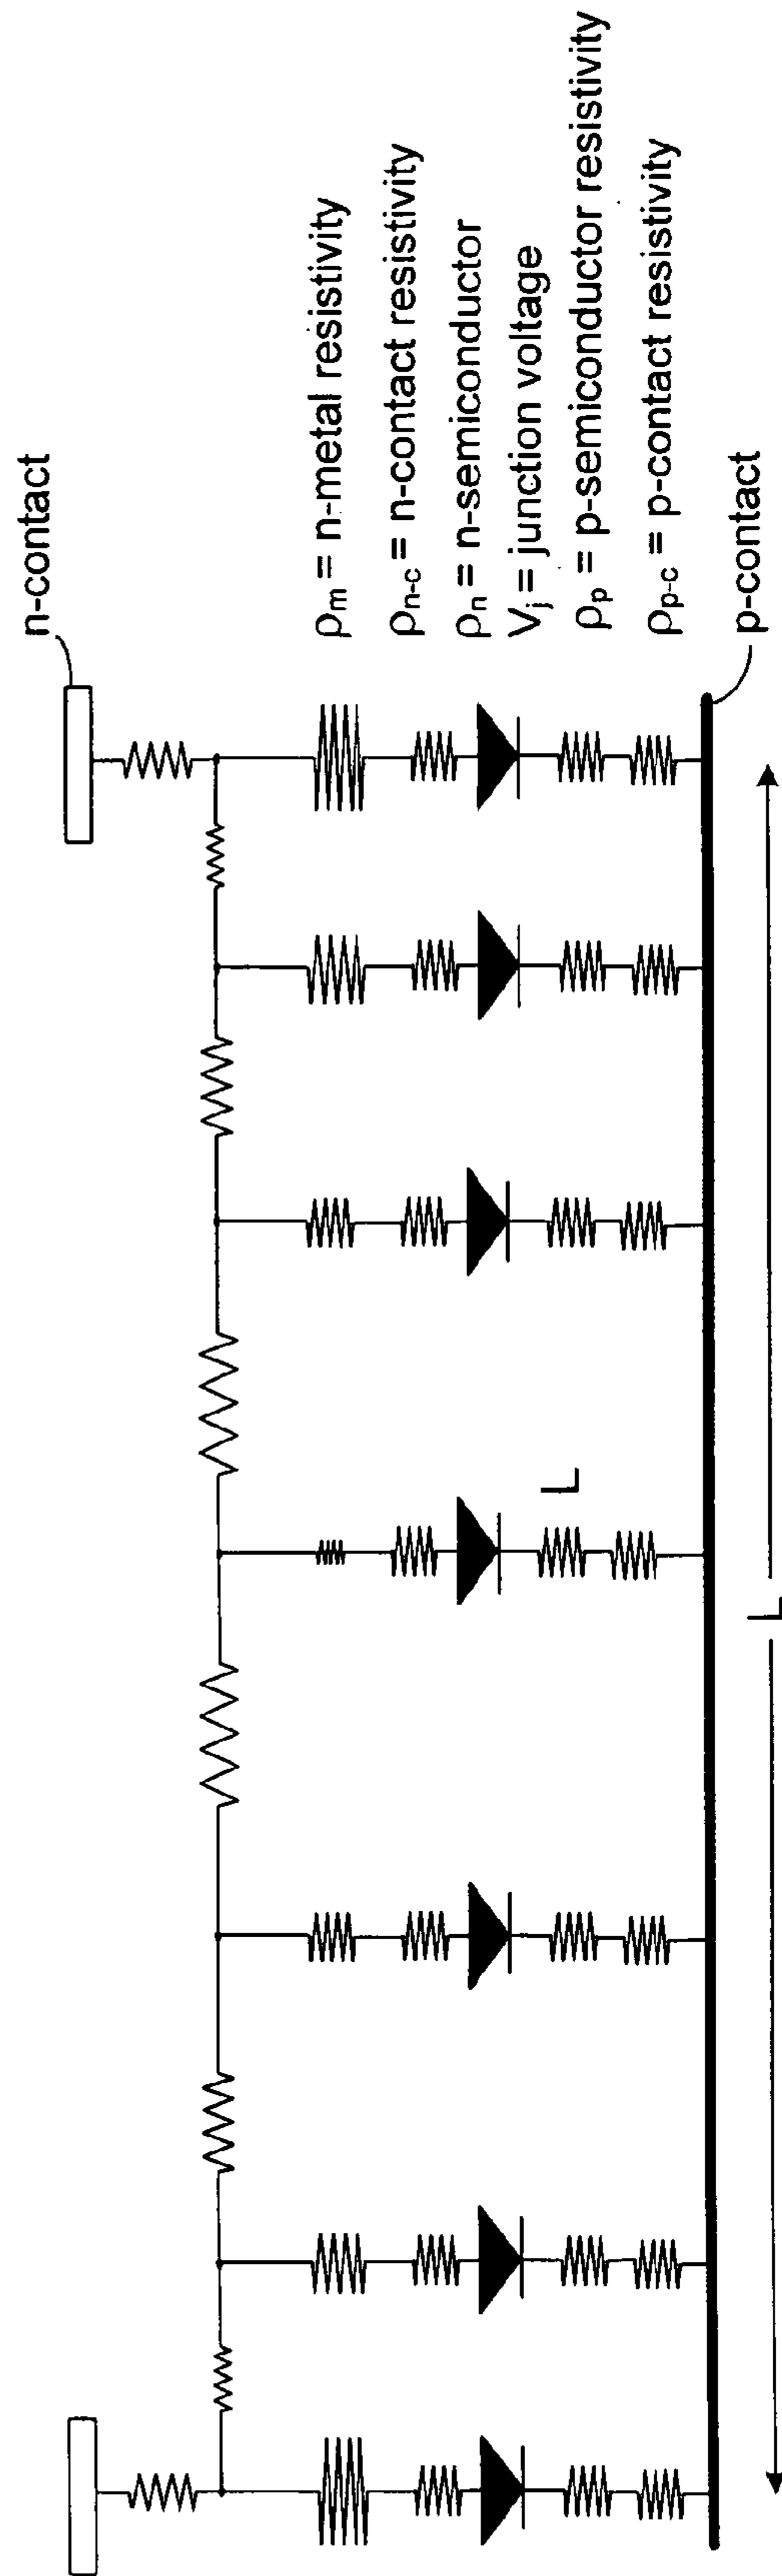 n-contact
ρm = n-metal resistivity
ρn-c = n-contact resistivity
ρn = n-semiconductor
Vj = junction voltage
ρp = p-semiconductor resistivity
ρp-c = p-contact resistivity
p-contact
L
L